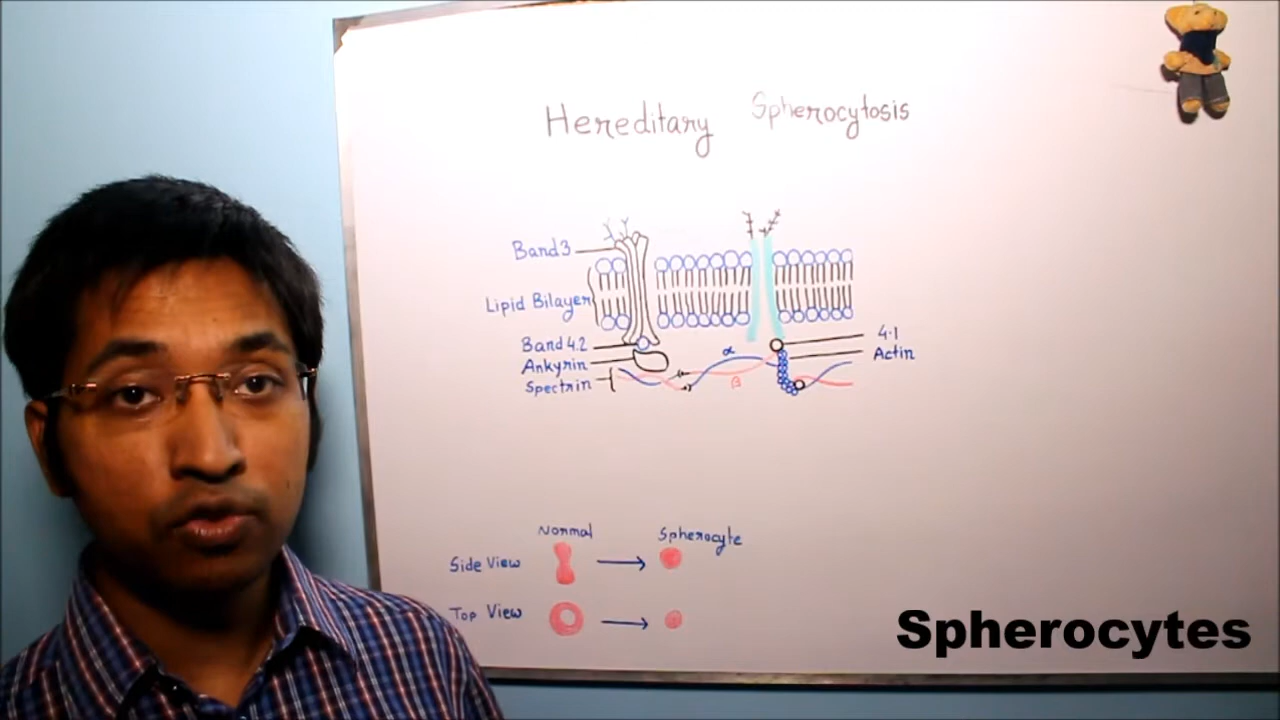 Hereditary Spherocytosis
Band3
Lipid Bilayer
Band 4.2
Ankyrin
Spectrin
α
β
4.1
Actin
Normal Spherocyte
Side View
Top View
Spherocytes